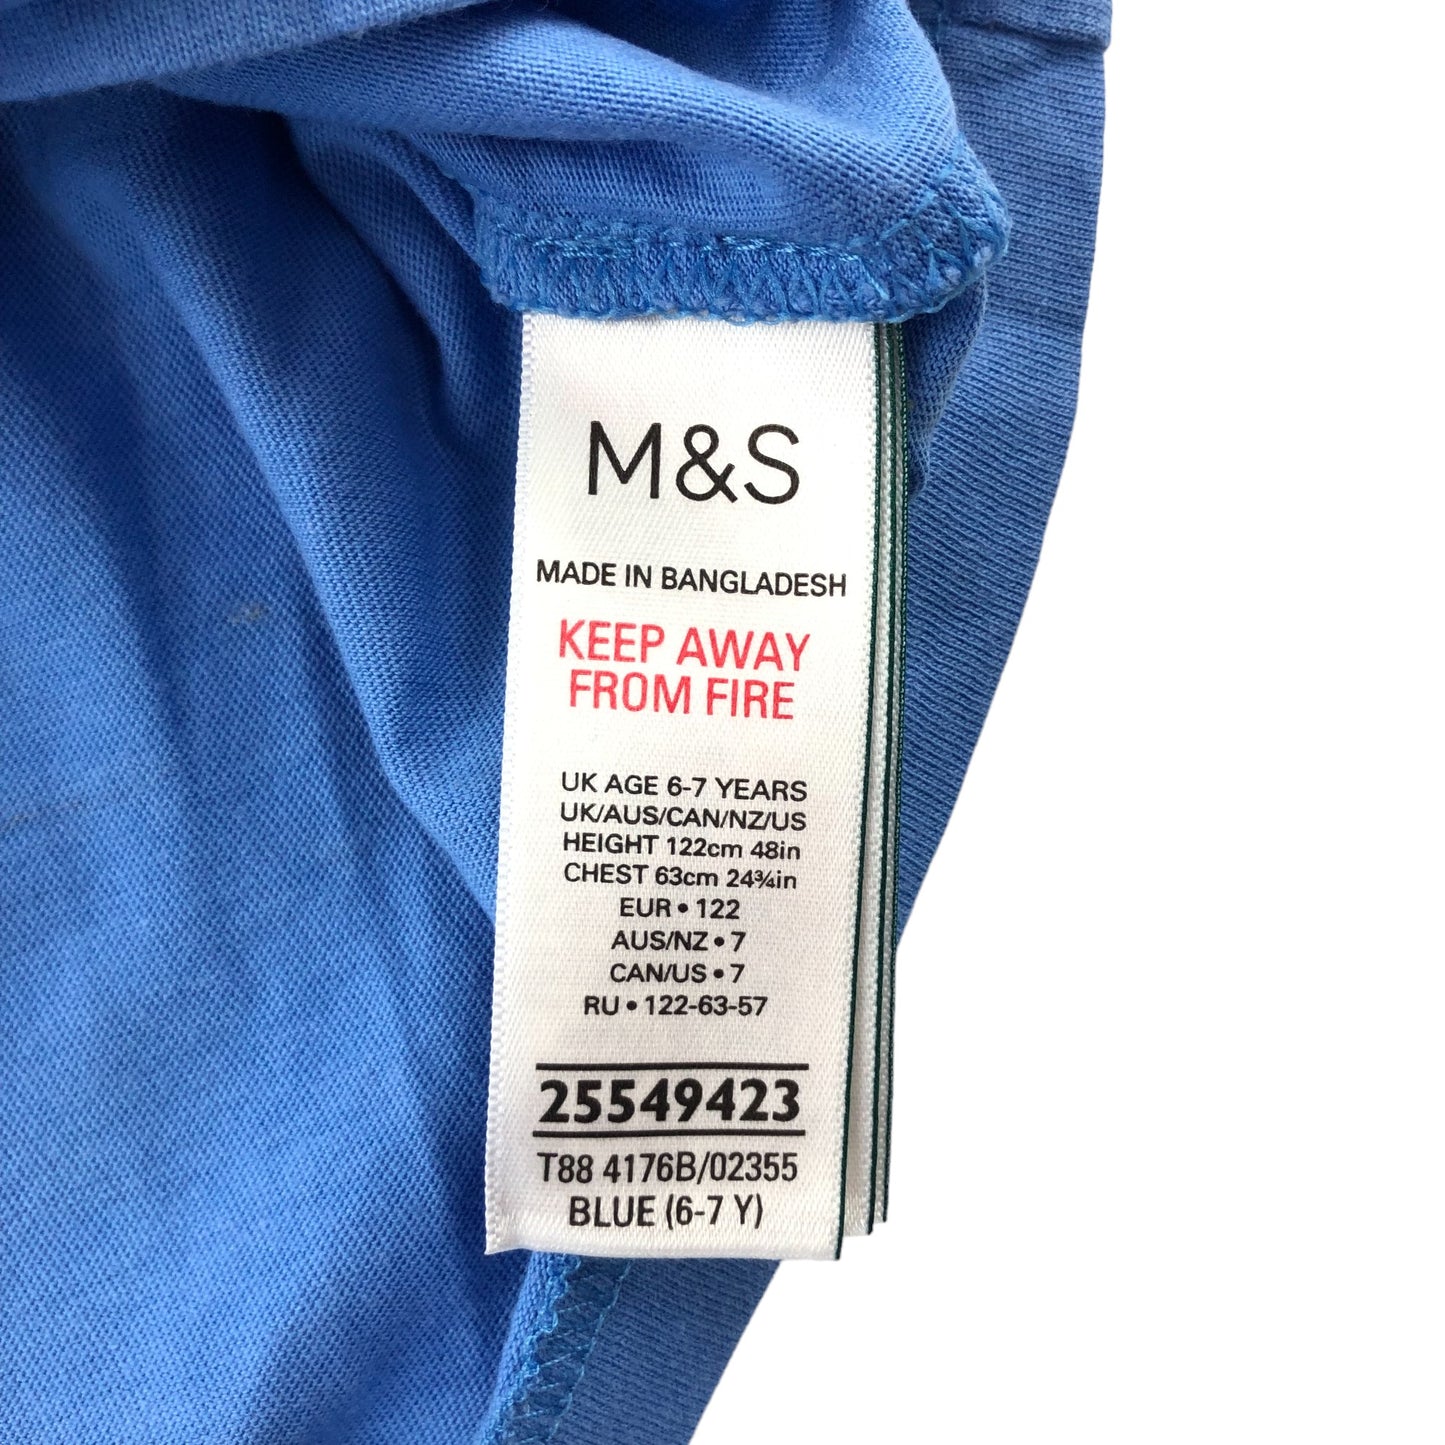 M&S
MADE IN BANGLADESH
KEEP AWAY
FROM FIRE
UK AGE 6-7 YEARS
UK/AUS/CAN/NZ/US
HEIGHT 122cm 48in
CHEST 63cm 24¾in
EUR • 122
AUS/NZ • 7
CAN/US • 7
RU • 122-63-57
25549423
T88 4176B/02355
BLUE (6-7 Y)